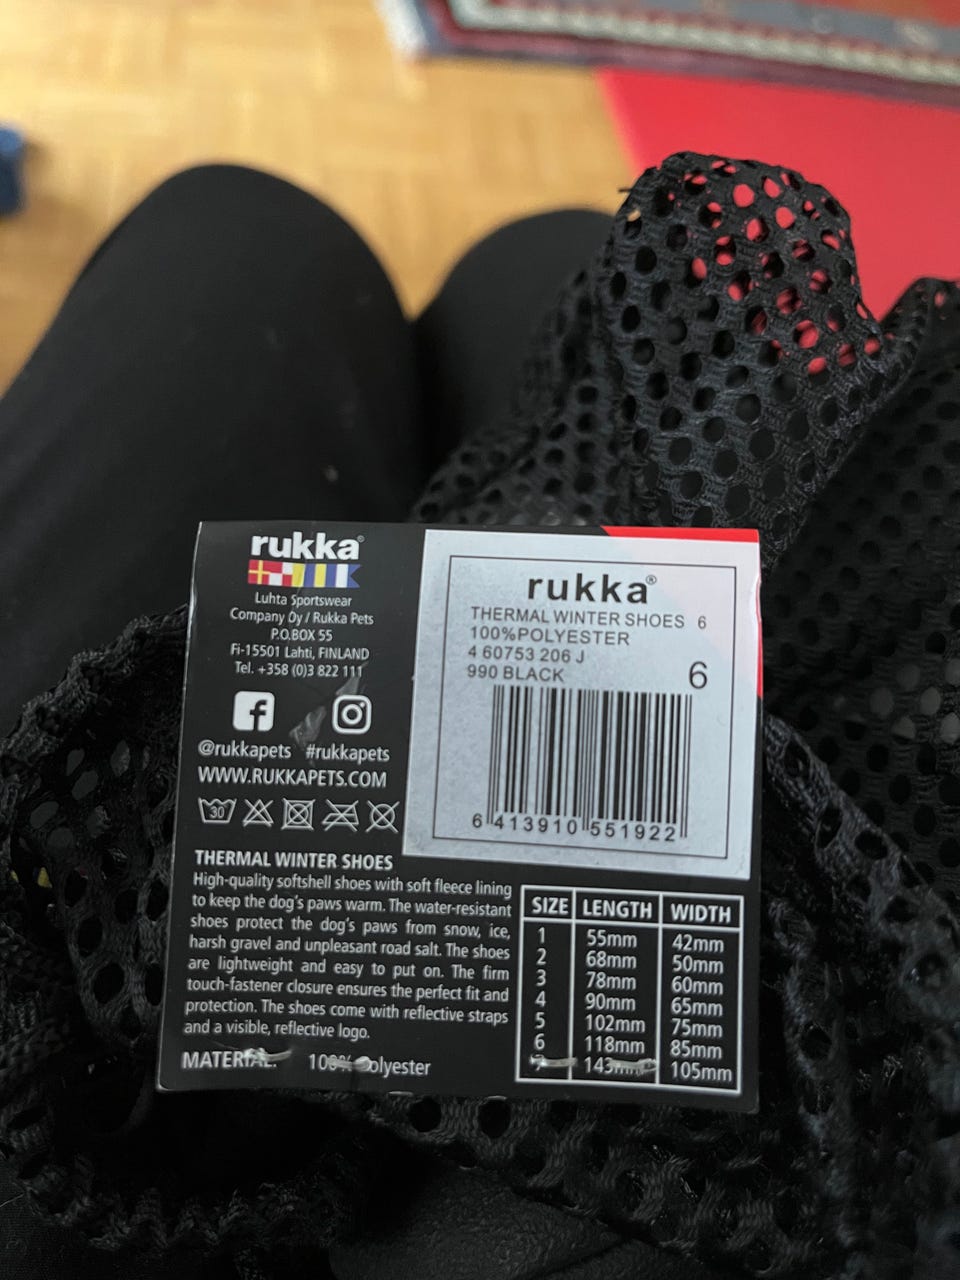 rukka®
Luhta Sportswear
Company Oy / Rukka Pets
P.O.BOX 55
Fi-15501 Lahti, FINLAND
Tel. +358 (0)3 822 111
@rukkapets #rukkapets
WWW.RUKKAPETS.COM
30
rukka®
THERMAL WINTER SHOES 6
100%POLYESTER
4 60753 206 J
990 BLACK
6
6 413910 551922
THERMAL WINTER SHOES
High-quality softshell shoes with soft fleece lining
to keep the dog's paws warm. The water-resistant
shoes protect the dog's paws from snow, ice,
harsh gravel and unpleasant road salt. The shoes
are lightweight and easy to put on. The firm
touch-fastener closure ensures the perfect fit and
protection. The shoes come with reflective straps
and a visible, reflective logo.
MATERIAL: 100% Polyester
SIZE LENGTH WIDTH
1 55mm 42mm
2 68mm 50mm
3 78mm 60mm
4 90mm 65mm
5 102mm 75mm
6 118mm 85mm
7 143mm 105mm